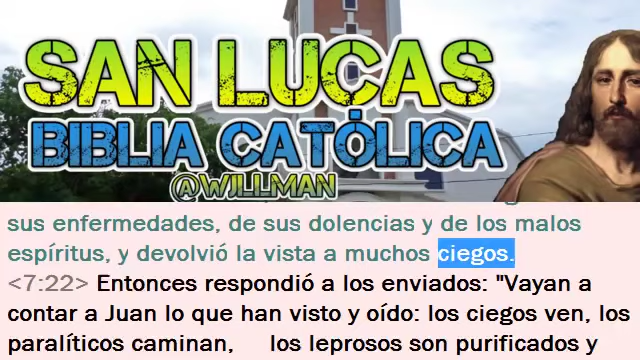 SAN LUCAS
BIBLIA CATÓLICA
@WJLLMAN
sus enfermedades, de sus dolencias y de los malos
espíritus, y devolvió la vista a muchos ciegos.
<7:22> Entonces respondió a los enviados: "Vayan a
contar a Juan lo que han visto y oído: los ciegos ven, los
paralíticos caminan, los leprosos son purificados y